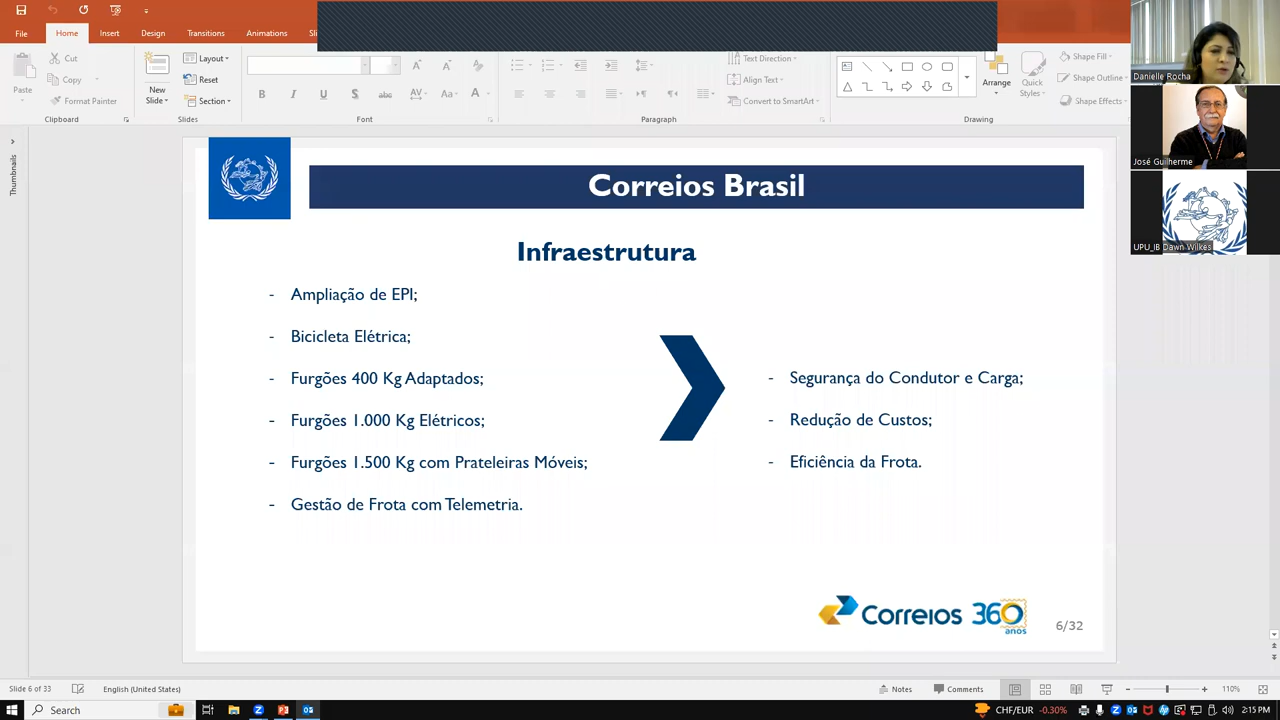 File Home Insert Design Transitions Animations
Cut
Copy
Format Painter
Paste
Clipboard
New
Slide
Layout
Reset
Section
Slides
B I U S abc AV Aa A
Font
Paragraph
Text Direction
Align Text
Convert to SmartArt
Arrange
Quick
Styles
Shape Fill
Shape Outline
Shape Effects
Drawing
Danielle Rocha
José Guilherme
UPU_IB Dawn Wilkes
Thumbnails
Correios Brasil
Infraestrutura
- Ampliação de EPI;
- Bicicleta Elétrica;
- Furgões 400 Kg Adaptados;
- Furgões 1.000 Kg Elétricos;
- Furgões 1.500 Kg com Prateleiras Móveis;
- Gestão de Frota com Telemetria.
- Segurança do Condutor e Carga;
- Redução de Custos;
- Eficiência da Frota.
Correios 360 anos
6/32
Slide 6 of 33 English (United States) Notes Comments 110%
Search CHF/EUR -0.30% 2:15 PM